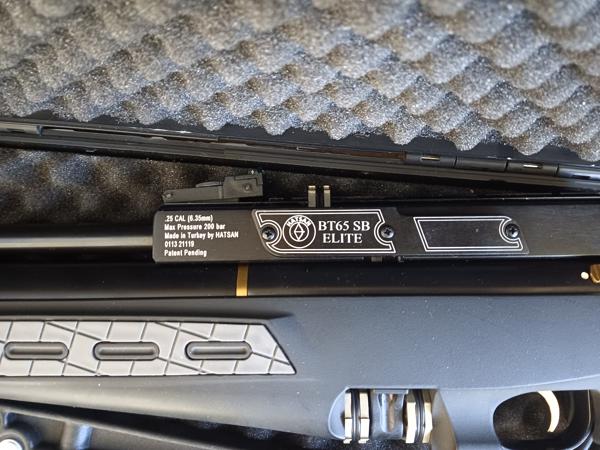 .25 CAL (6.35mm)
Max Pressure 200 bar
Made in Turkey by HATSAN
0113 21119
Patent Pending
HATSAN
BT65 SB
ELITE